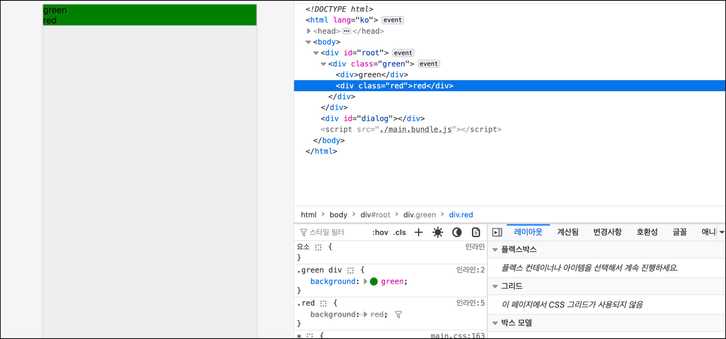 green
red
<!DOCTYPE html>
<html lang="ko"> event
<head> ⋯ </head>
<body>
<div id="root"> event
<div class="green"> event
<div>green</div>
<div class="red">red</div>
</div>
</div>
<div id="dialog"></div>
<script src="./main.bundle.js"></script>
</body>
</html>
html > body > div#root > div.green > div.red
스타일 필터 :hov .cls
요소 { 인라인
}
.green div { 인라인:2
background: green;
}
.red { 인라인:5
background: red;
}
* { main.css:163
레이아웃 계산됨 변경사항 호환성 글꼴 애니
플렉스박스
플렉스 컨테이너나 아이템을 선택해서 계속 진행하세요.
그리드
이 페이지에서 CSS 그리드가 사용되지 않음
박스 모델